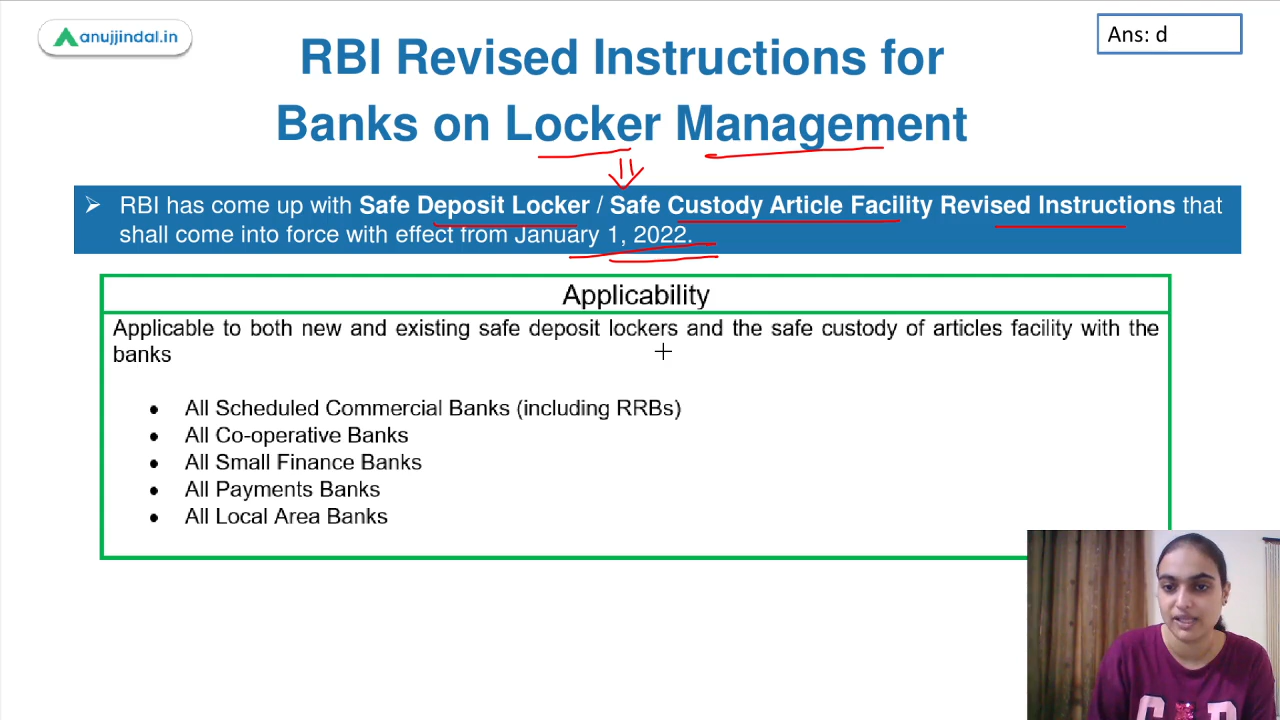 anujjindal.in
Ans: d
RBI Revised Instructions for
Banks on Locker Management
➢ RBI has come up with Safe Deposit Locker / Safe Custody Article Facility Revised Instructions that
shall come into force with effect from January 1, 2022.
Applicability
Applicable to both new and existing safe deposit lockers and the safe custody of articles facility with the
banks
• All Scheduled Commercial Banks (including RRBs)
• All Co-operative Banks
• All Small Finance Banks
• All Payments Banks
• All Local Area Banks